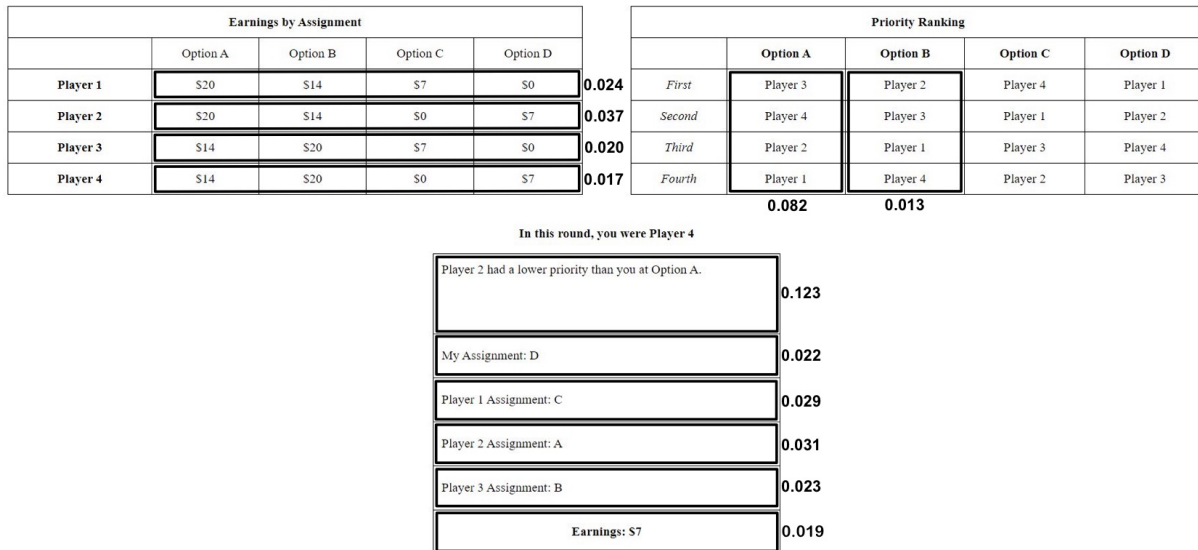 Earnings by Assignment
Option A Option B Option C Option D
Player 1 $20 $14 $7 $0 0.024
Player 2 $20 $14 $0 $7 0.037
Player 3 $14 $20 $7 $0 0.020
Player 4 $14 $20 $0 $7 0.017
Priority Ranking
Option A Option B Option C Option D
First Player 3 Player 2 Player 4 Player 1
Second Player 4 Player 3 Player 1 Player 2
Third Player 2 Player 1 Player 3 Player 4
Fourth Player 1 Player 4 Player 2 Player 3
0.082 0.013
In this round, you were Player 4
Player 2 had a lower priority than you at Option A.
0.123
My Assignment: D 0.022
Player 1 Assignment: C 0.029
Player 2 Assignment: A 0.031
Player 3 Assignment: B 0.023
Earnings: $7 0.019